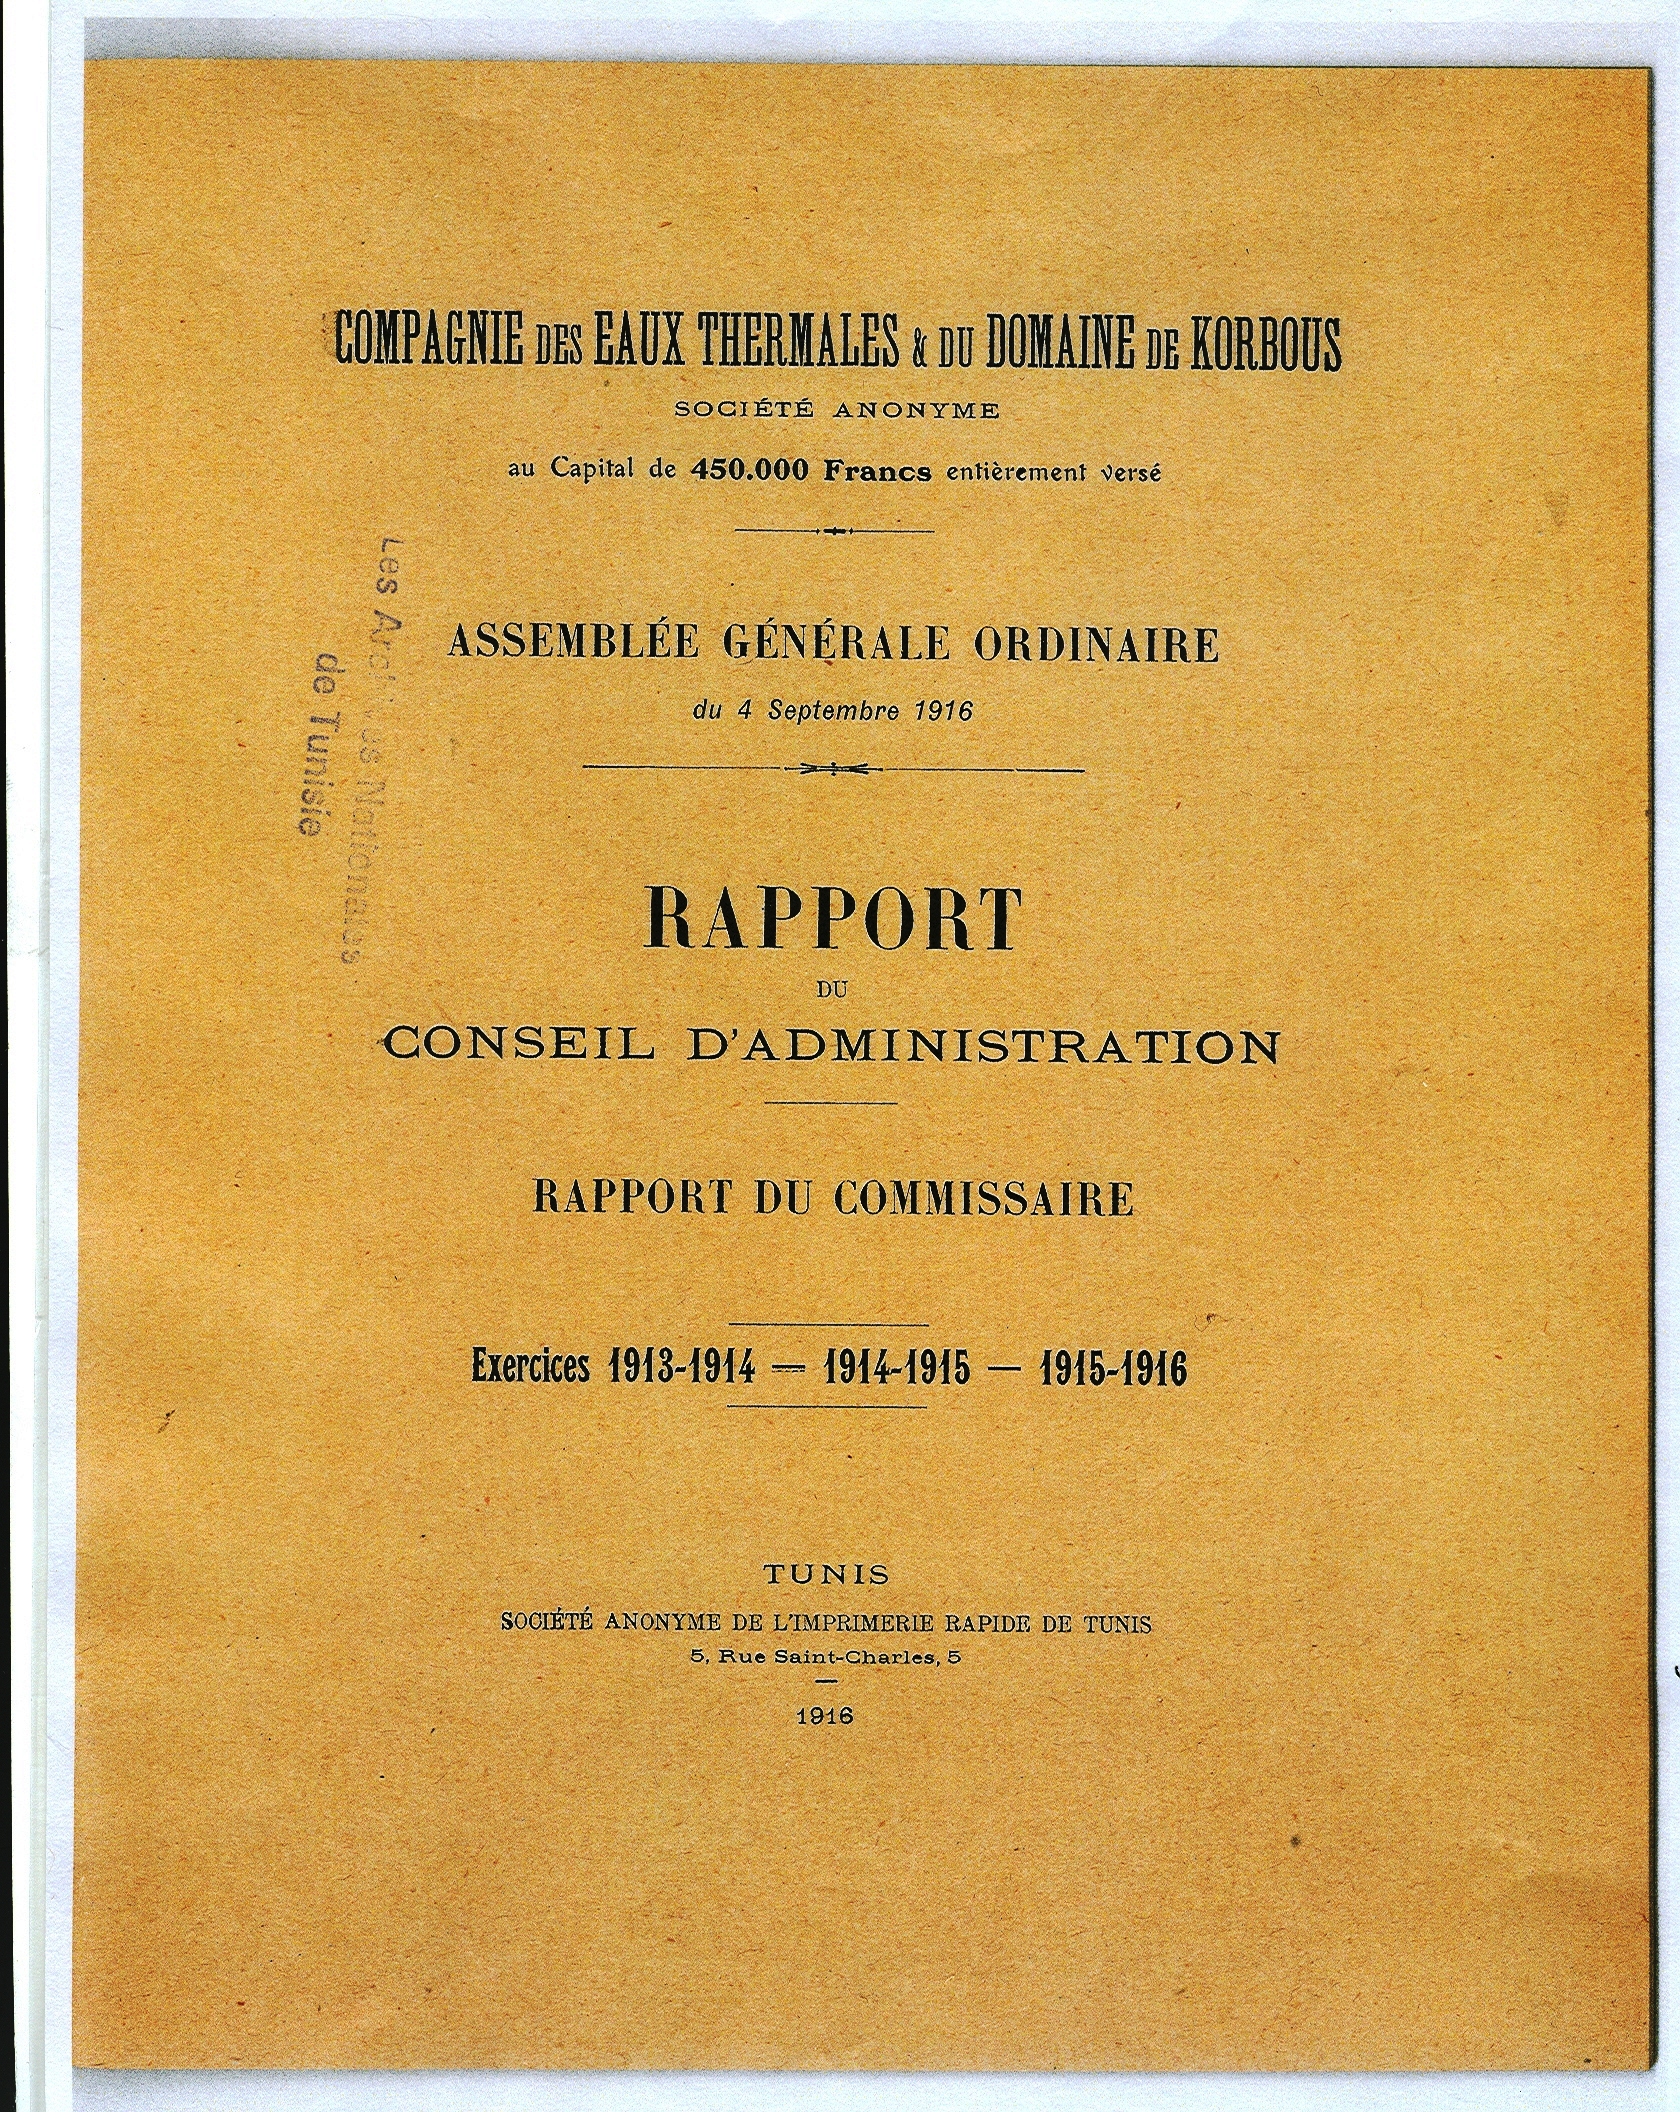 COMPAGNIE DES EAUX THERMALES & DU DOMAINE DE KORBOUS
SOCIÉTÉ ANONYME
au Capital de 450.000 Francs entièrement versé
ASSEMBLÉE GÉNÉRALE ORDINAIRE
du 4 Septembre 1916
Les Archives Nationales
de Tunisie
RAPPORT
DU
CONSEIL D'ADMINISTRATION
RAPPORT DU COMMISSAIRE
Exercices 1913-1914 — 1914-1915 — 1915-1916
TUNIS
SOCIÉTÉ ANONYME DE L'IMPRIMERIE RAPIDE DE TUNIS
5, Rue Saint-Charles, 5
1916